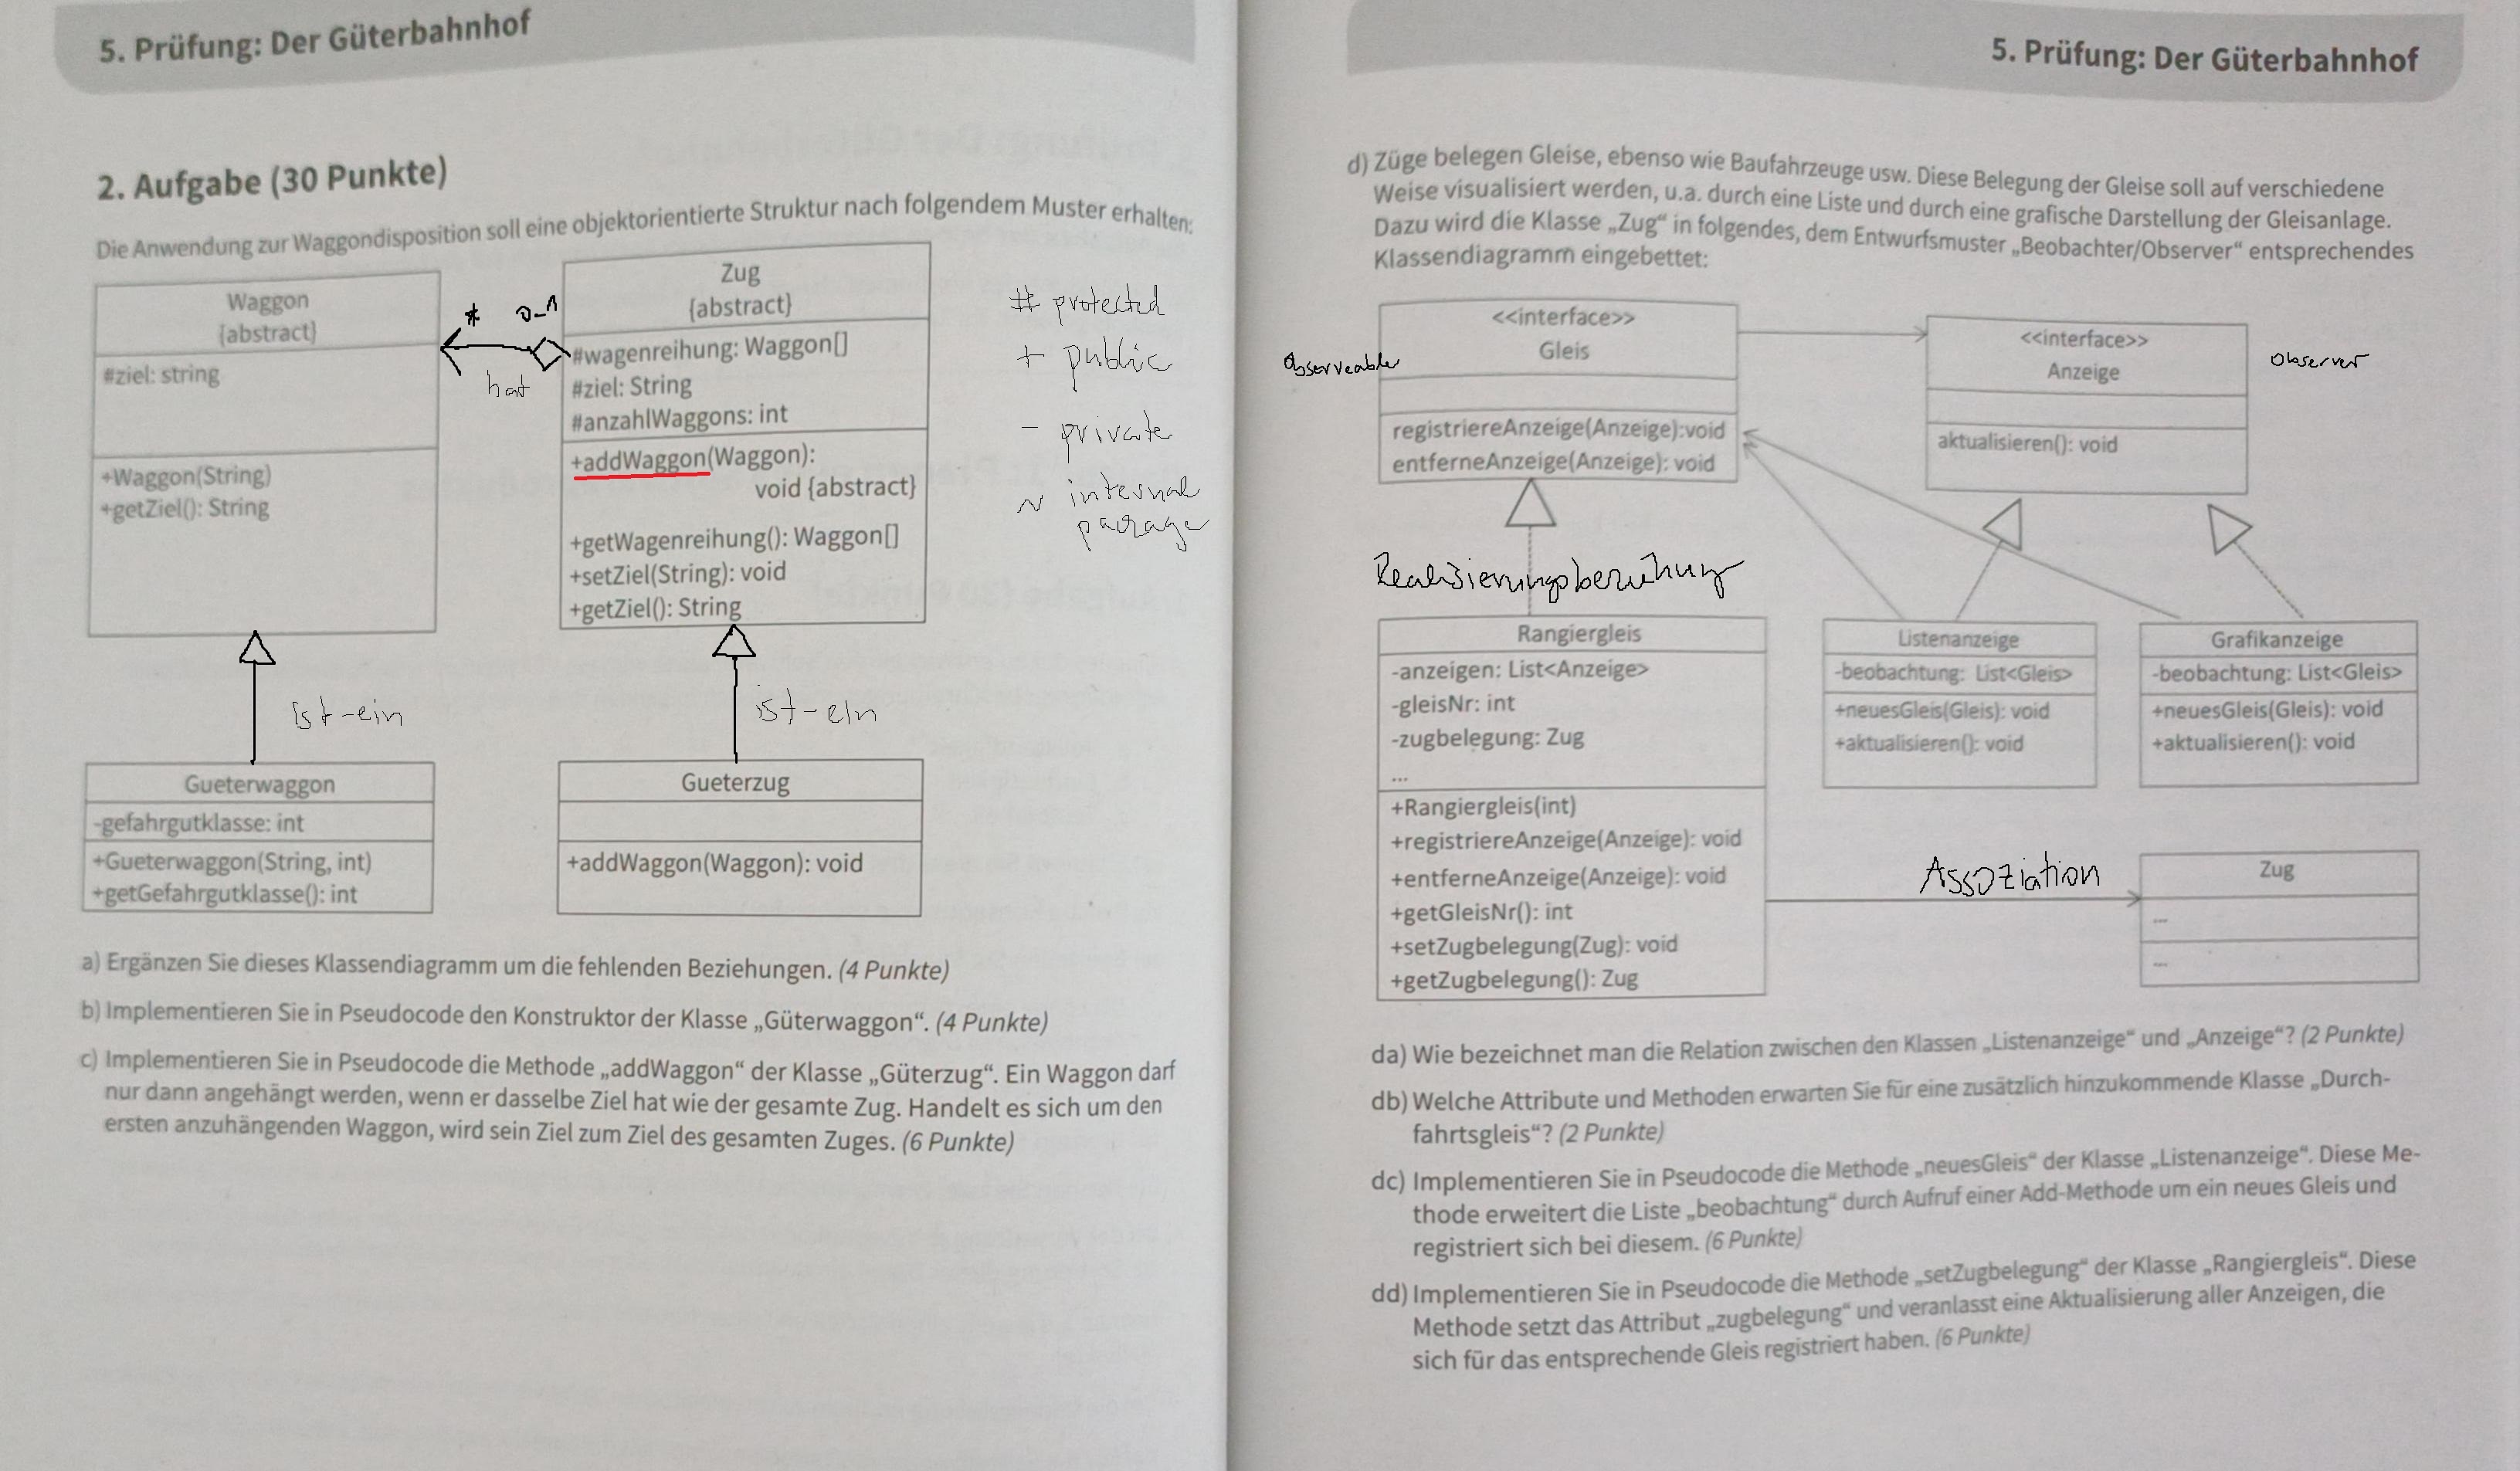 5. Prüfung: Der Güterbahnhof
2. Aufgabe (30 Punkte)
Die Anwendung zur Waggondisposition soll eine objektorientierte Struktur nach folgendem Muster erhalten:
Waggon
{abstract}
#ziel: string
+Waggon(String)
+getZiel(): String
* 0-1
hat
Zug
{abstract}
#wagenreihung: Waggon[]
#ziel: String
#anzahlWaggons: int
+addWaggon(Waggon):
void {abstract}
+getWagenreihung(): Waggon[]
+setZiel(String): void
+getZiel(): String
# protected
+ public
- private
~ internal
package
ist-ein
ist-ein
Gueterwaggon
-gefahrgutklasse: int
+Gueterwaggon(String, int)
+getGefahrgutklasse(): int
Gueterzug
+addWaggon(Waggon): void
a) Ergänzen Sie dieses Klassendiagramm um die fehlenden Beziehungen. (4 Punkte)
b) Implementieren Sie in Pseudocode den Konstruktor der Klasse „Güterwaggon“. (4 Punkte)
c) Implementieren Sie in Pseudocode die Methode „addWaggon“ der Klasse „Güterzug“. Ein Waggon darf
nur dann angehängt werden, wenn er dasselbe Ziel hat wie der gesamte Zug. Handelt es sich um den
ersten anzuhängenden Waggon, wird sein Ziel zum Ziel des gesamten Zuges. (6 Punkte)
5. Prüfung: Der Güterbahnhof
d) Züge belegen Gleise, ebenso wie Baufahrzeuge usw. Diese Belegung der Gleise soll auf verschiedene
Weise visualisiert werden, u.a. durch eine Liste und durch eine grafische Darstellung der Gleisanlage.
Dazu wird die Klasse „Zug“ in folgendes, dem Entwurfsmuster „Beobachter/Observer“ entsprechendes
Klassendiagramm eingebettet:
Observeable
<<interface>>
Gleis
registriereAnzeige(Anzeige):void
entferneAnzeige(Anzeige): void
<<interface>>
Anzeige
aktualisieren(): void
Observer
Realisierungsbeziehung
Rangiergleis
-anzeigen: List<Anzeige>
-gleisNr: int
-zugbelegung: Zug
...
+Rangiergleis(int)
+registriereAnzeige(Anzeige): void
+entferneAnzeige(Anzeige): void
+getGleisNr(): int
+setZugbelegung(Zug): void
+getZugbelegung(): Zug
Listenanzeige
-beobachtung: List<Gleis>
+neuesGleis(Gleis): void
+aktualisieren(): void
Grafikanzeige
-beobachtung: List<Gleis>
+neuesGleis(Gleis): void
+aktualisieren(): void
Assoziation
Zug
...
...
da) Wie bezeichnet man die Relation zwischen den Klassen „Listenanzeige“ und „Anzeige“? (2 Punkte)
db) Welche Attribute und Methoden erwarten Sie für eine zusätzlich hinzukommende Klasse „Durch-
fahrtsgleis“? (2 Punkte)
dc) Implementieren Sie in Pseudocode die Methode „neuesGleis“ der Klasse „Listenanzeige“. Diese Me-
thode erweitert die Liste „beobachtung“ durch Aufruf einer Add-Methode um ein neues Gleis und
registriert sich bei diesem. (6 Punkte)
dd) Implementieren Sie in Pseudocode die Methode „setZugbelegung“ der Klasse „Rangiergleis“. Diese
Methode setzt das Attribut „zugbelegung“ und veranlasst eine Aktualisierung aller Anzeigen, die
sich für das entsprechende Gleis registriert haben. (6 Punkte)